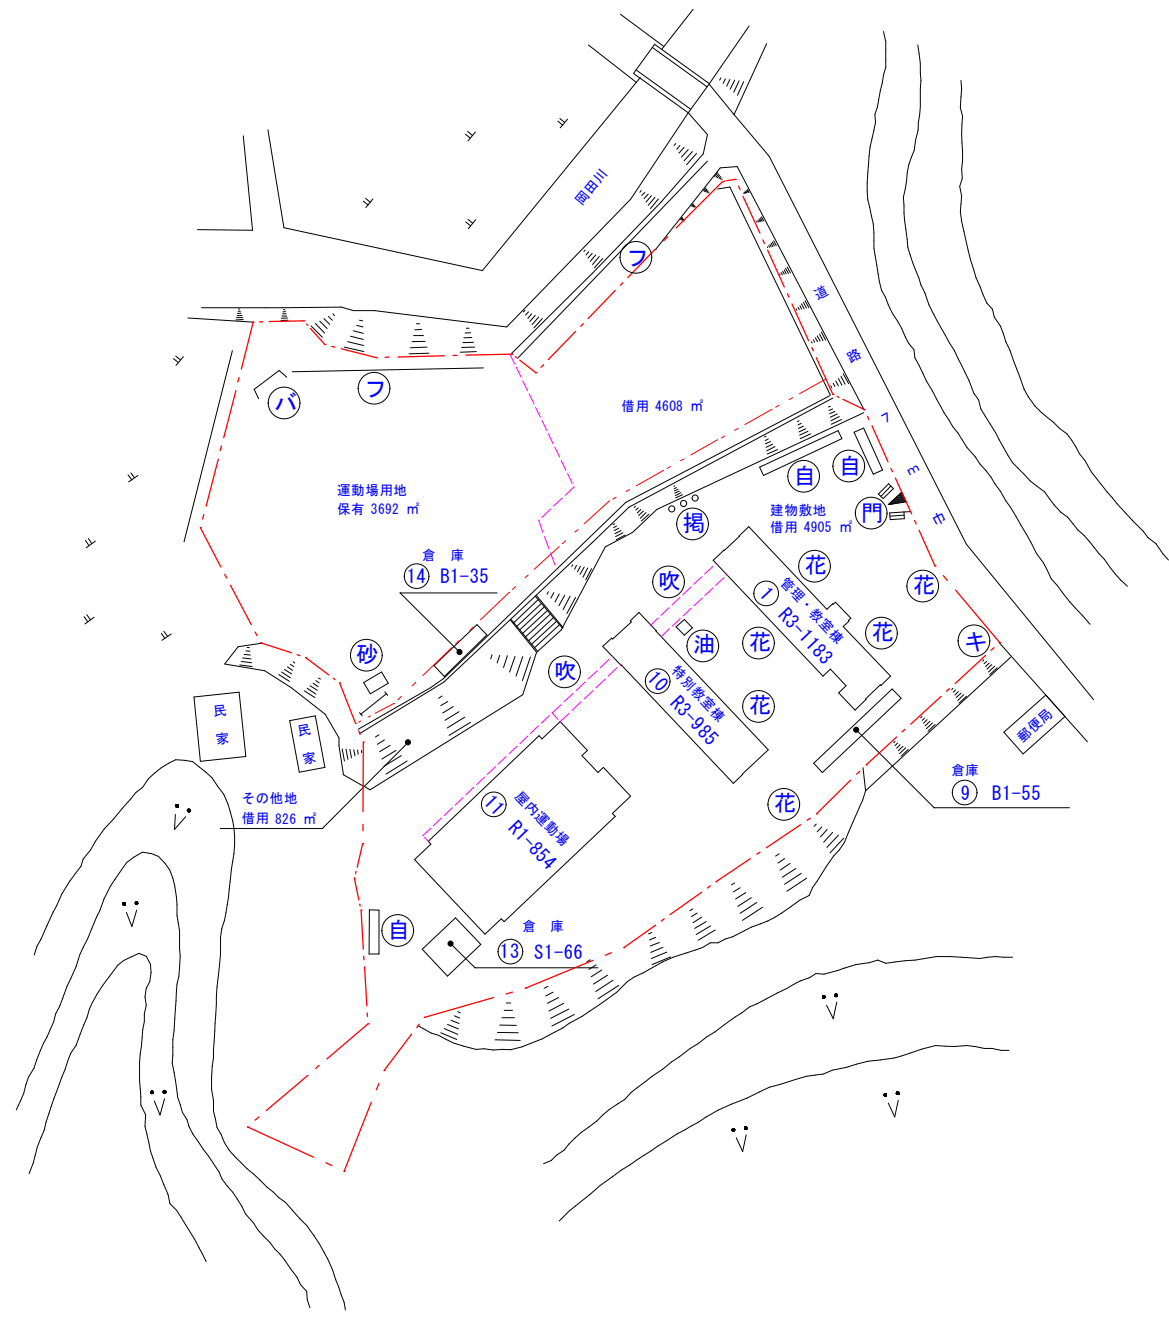 岡田川
フ
道
路
7
m
巾
借用 4608 ㎡
バ
フ
運動場用地
保有 3692 ㎡
自
自
掲
門
建物敷地
借用 4905 ㎡
倉 庫
14 B1-35
吹
花
花
1 管理・教室棟
R3-1183
花
キ
油
花
砂
吹
10 特別教室棟
R3-985
花
民
家
民
家
郵便局
その他地
借用 826 ㎡
倉庫
9 B1-55
花
11 屋内運動場
R1-854
自
倉 庫
13 S1-66